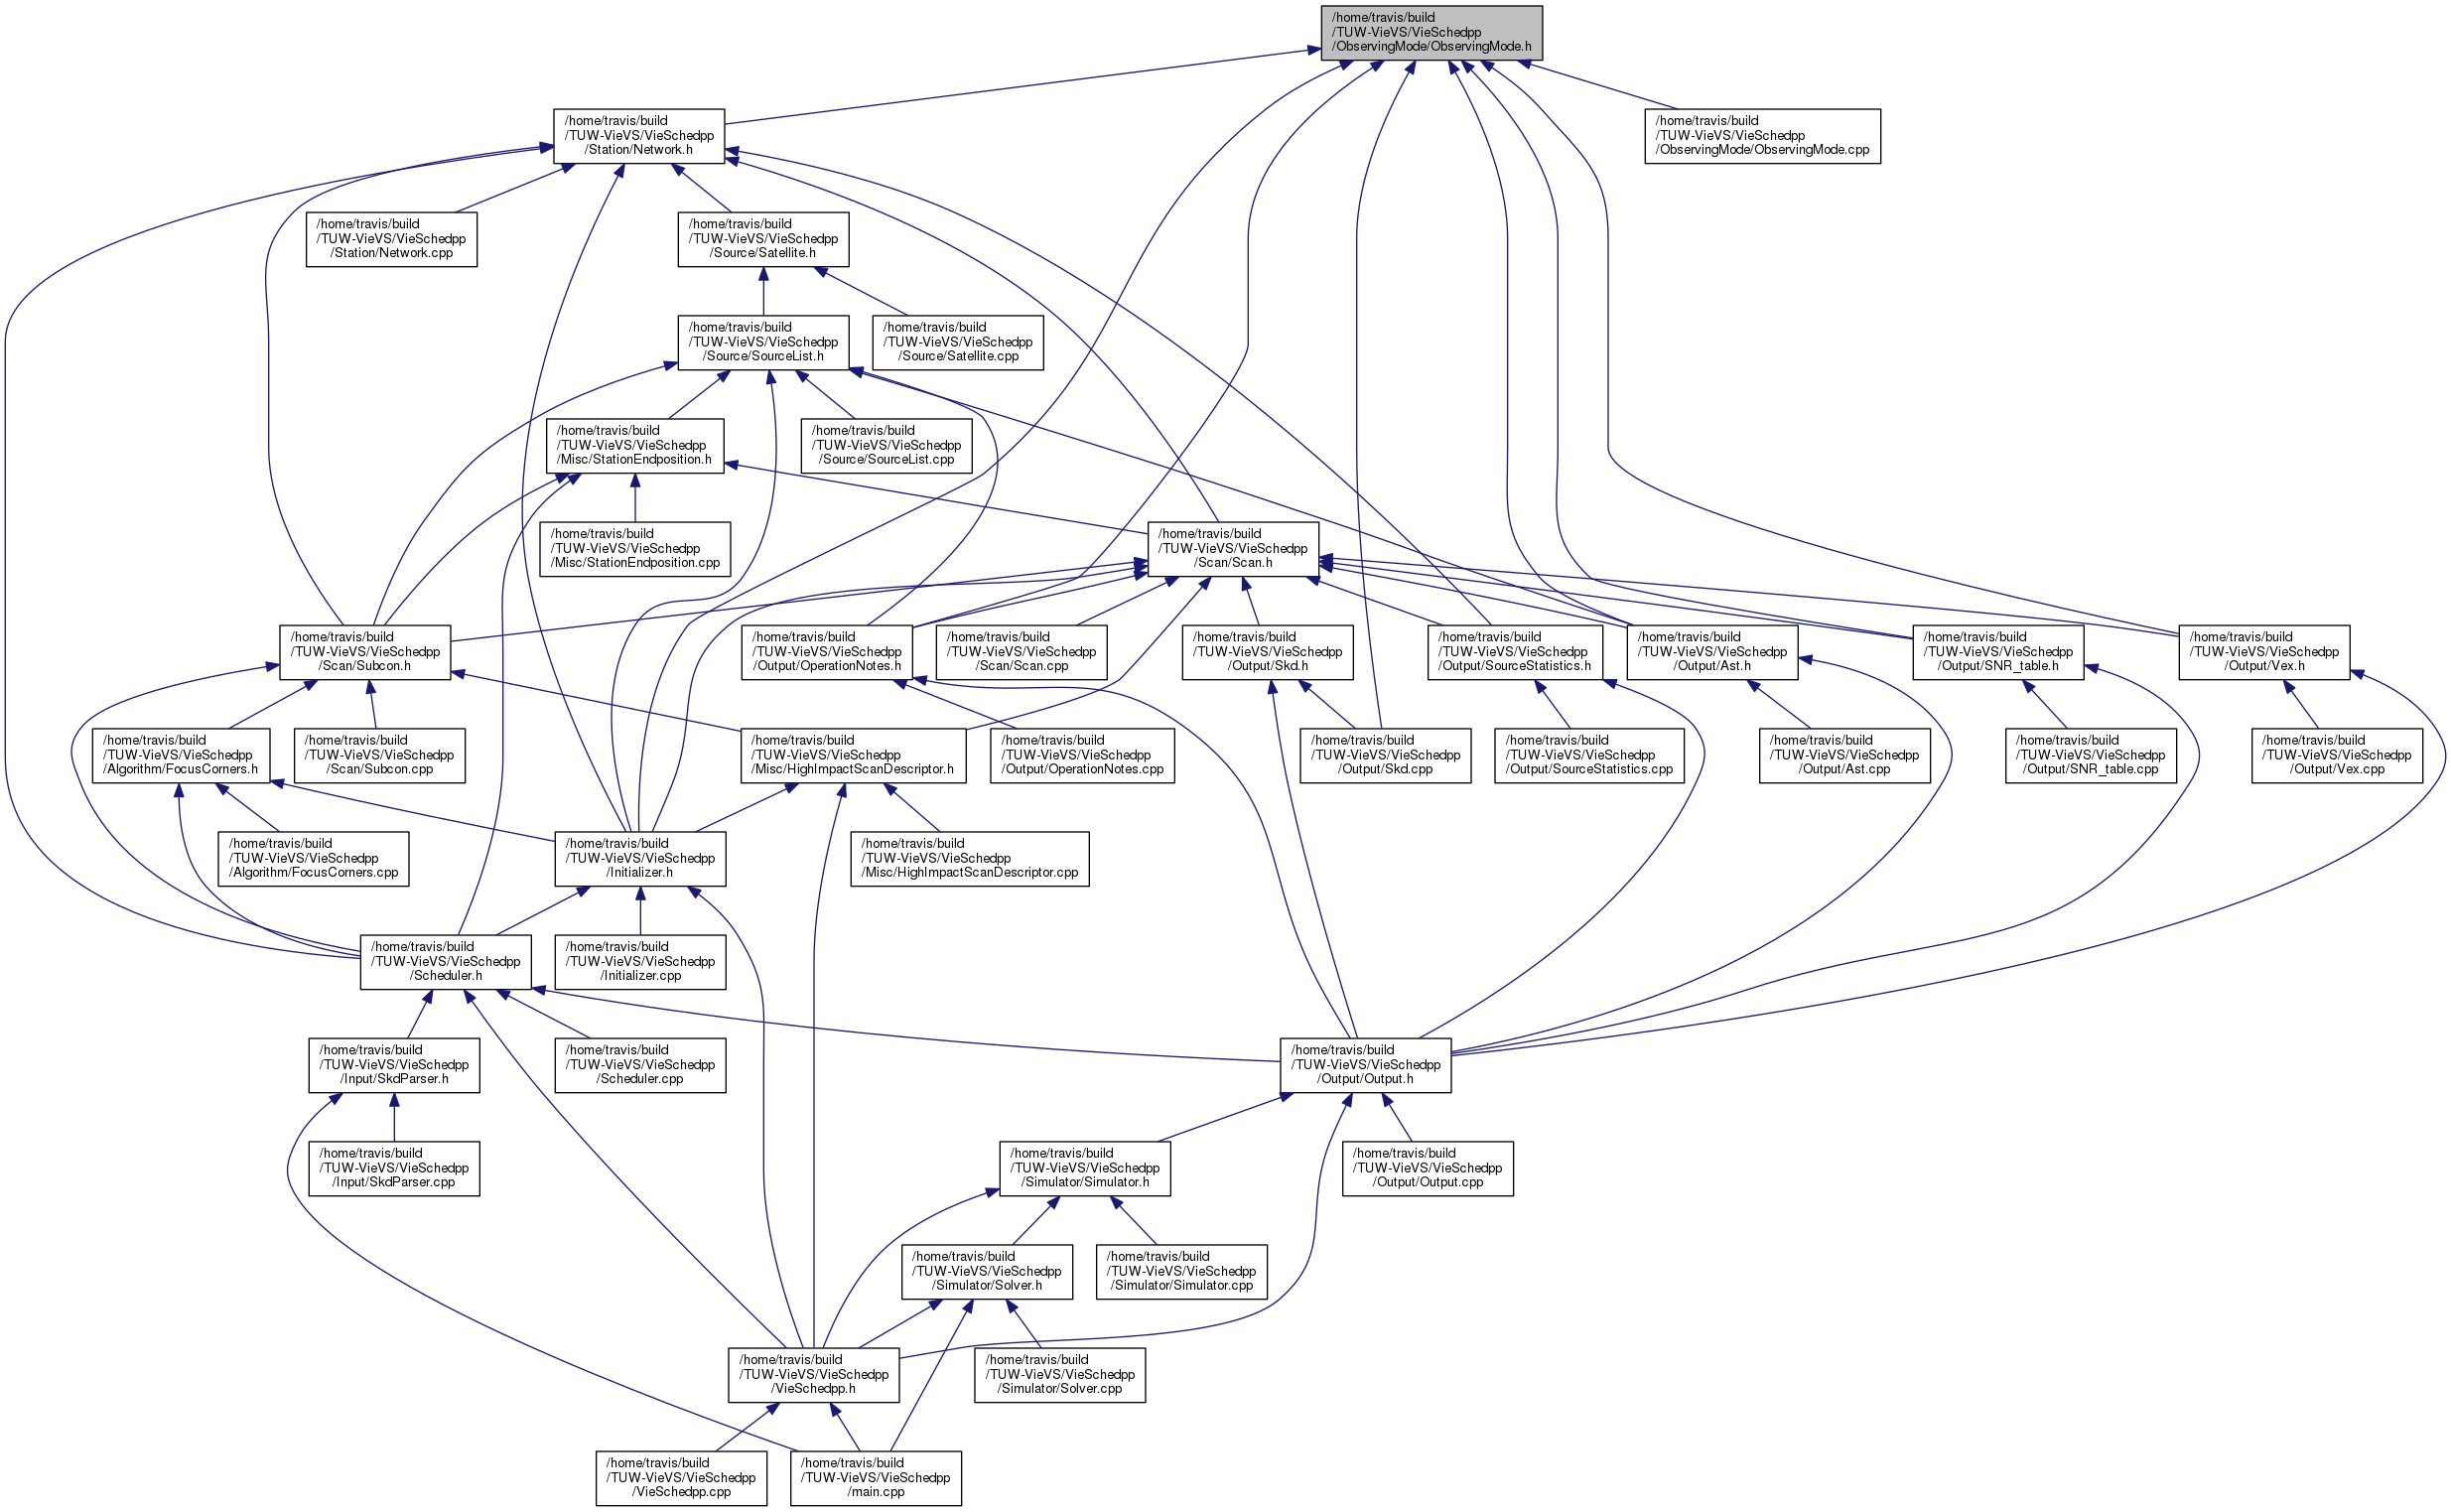 /home/travis/build
/TUW-VieVS/VieSchedpp
/ObservingMode/ObservingMode.h
/home/travis/build
/TUW-VieVS/VieSchedpp
/Station/Network.h
/home/travis/build
/TUW-VieVS/VieSchedpp
/ObservingMode/ObservingMode.cpp
/home/travis/build
/TUW-VieVS/VieSchedpp
/Station/Network.cpp
/home/travis/build
/TUW-VieVS/VieSchedpp
/Source/Satellite.h
/home/travis/build
/TUW-VieVS/VieSchedpp
/Source/SourceList.h
/home/travis/build
/TUW-VieVS/VieSchedpp
/Source/Satellite.cpp
/home/travis/build
/TUW-VieVS/VieSchedpp
/Misc/StationEndposition.h
/home/travis/build
/TUW-VieVS/VieSchedpp
/Source/SourceList.cpp
/home/travis/build
/TUW-VieVS/VieSchedpp
/Misc/StationEndposition.cpp
/home/travis/build
/TUW-VieVS/VieSchedpp
/Scan/Scan.h
/home/travis/build
/TUW-VieVS/VieSchedpp
/Scan/Subcon.h
/home/travis/build
/TUW-VieVS/VieSchedpp
/Output/OperationNotes.h
/home/travis/build
/TUW-VieVS/VieSchedpp
/Scan/Scan.cpp
/home/travis/build
/TUW-VieVS/VieSchedpp
/Output/Skd.h
/home/travis/build
/TUW-VieVS/VieSchedpp
/Output/SourceStatistics.h
/home/travis/build
/TUW-VieVS/VieSchedpp
/Output/Ast.h
/home/travis/build
/TUW-VieVS/VieSchedpp
/Output/SNR_table.h
/home/travis/build
/TUW-VieVS/VieSchedpp
/Output/Vex.h
/home/travis/build
/TUW-VieVS/VieSchedpp
/Algorithm/FocusCorners.h
/home/travis/build
/TUW-VieVS/VieSchedpp
/Scan/Subcon.cpp
/home/travis/build
/TUW-VieVS/VieSchedpp
/Misc/HighImpactScanDescriptor.h
/home/travis/build
/TUW-VieVS/VieSchedpp
/Output/OperationNotes.cpp
/home/travis/build
/TUW-VieVS/VieSchedpp
/Output/Skd.cpp
/home/travis/build
/TUW-VieVS/VieSchedpp
/Output/SourceStatistics.cpp
/home/travis/build
/TUW-VieVS/VieSchedpp
/Output/Ast.cpp
/home/travis/build
/TUW-VieVS/VieSchedpp
/Output/SNR_table.cpp
/home/travis/build
/TUW-VieVS/VieSchedpp
/Output/Vex.cpp
/home/travis/build
/TUW-VieVS/VieSchedpp
/Algorithm/FocusCorners.cpp
/home/travis/build
/TUW-VieVS/VieSchedpp
/Initializer.h
/home/travis/build
/TUW-VieVS/VieSchedpp
/Misc/HighImpactScanDescriptor.cpp
/home/travis/build
/TUW-VieVS/VieSchedpp
/Scheduler.h
/home/travis/build
/TUW-VieVS/VieSchedpp
/Initializer.cpp
/home/travis/build
/TUW-VieVS/VieSchedpp
/Input/SkdParser.h
/home/travis/build
/TUW-VieVS/VieSchedpp
/Scheduler.cpp
/home/travis/build
/TUW-VieVS/VieSchedpp
/Output/Output.h
/home/travis/build
/TUW-VieVS/VieSchedpp
/Input/SkdParser.cpp
/home/travis/build
/TUW-VieVS/VieSchedpp
/Simulator/Simulator.h
/home/travis/build
/TUW-VieVS/VieSchedpp
/Output/Output.cpp
/home/travis/build
/TUW-VieVS/VieSchedpp
/Simulator/Solver.h
/home/travis/build
/TUW-VieVS/VieSchedpp
/Simulator/Simulator.cpp
/home/travis/build
/TUW-VieVS/VieSchedpp
/VieSchedpp.h
/home/travis/build
/TUW-VieVS/VieSchedpp
/Simulator/Solver.cpp
/home/travis/build
/TUW-VieVS/VieSchedpp
/VieSchedpp.cpp
/home/travis/build
/TUW-VieVS/VieSchedpp
/main.cpp